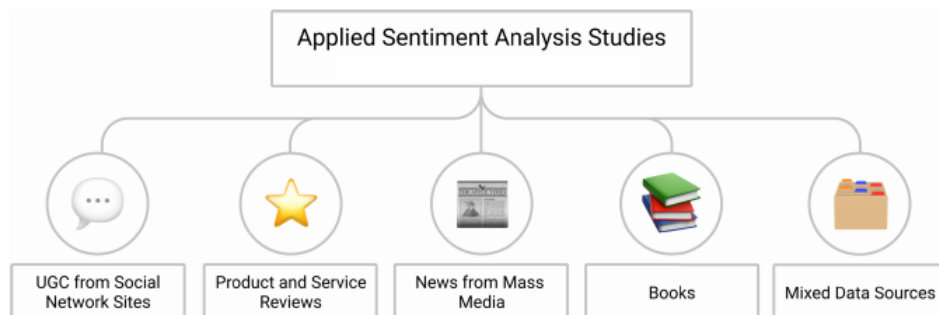 Applied Sentiment Analysis Studies
UGC from Social
Network Sites
Product and Service
Reviews
News from Mass
Media
Books
Mixed Data Sources